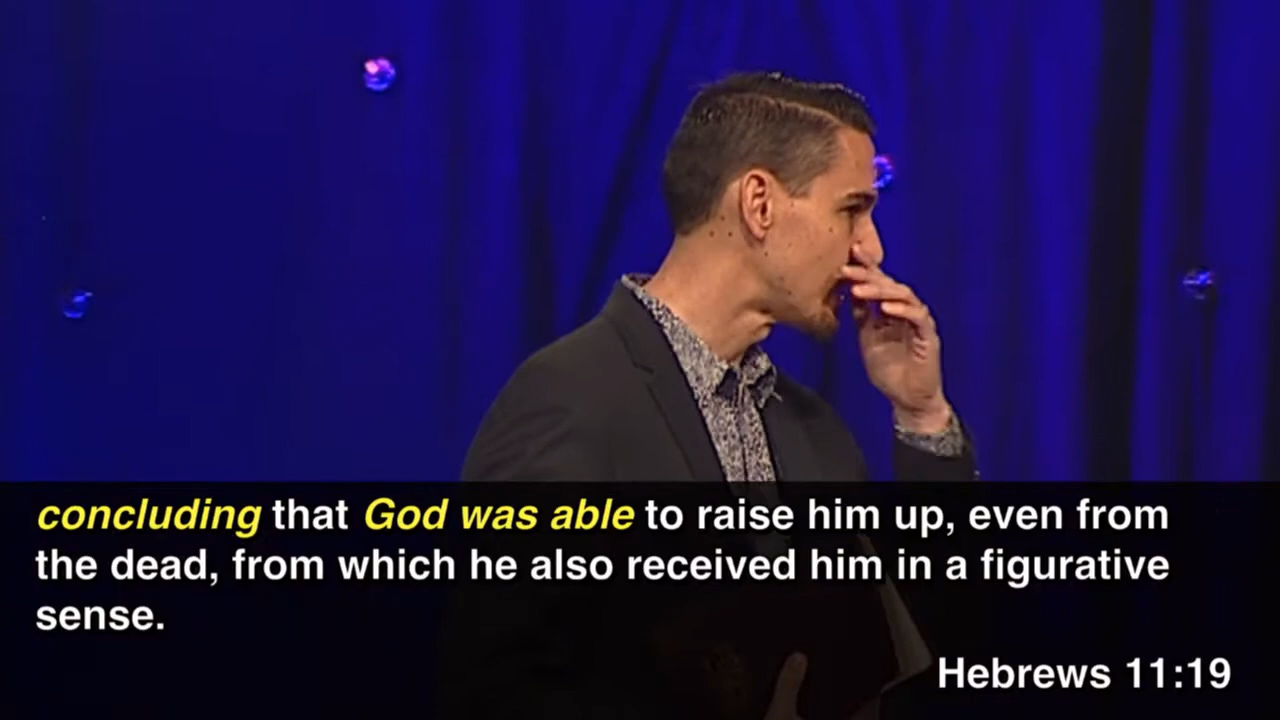 concluding that God was able to raise him up, even from
the dead, from which he also received him in a figurative
sense.
Hebrews 11:19